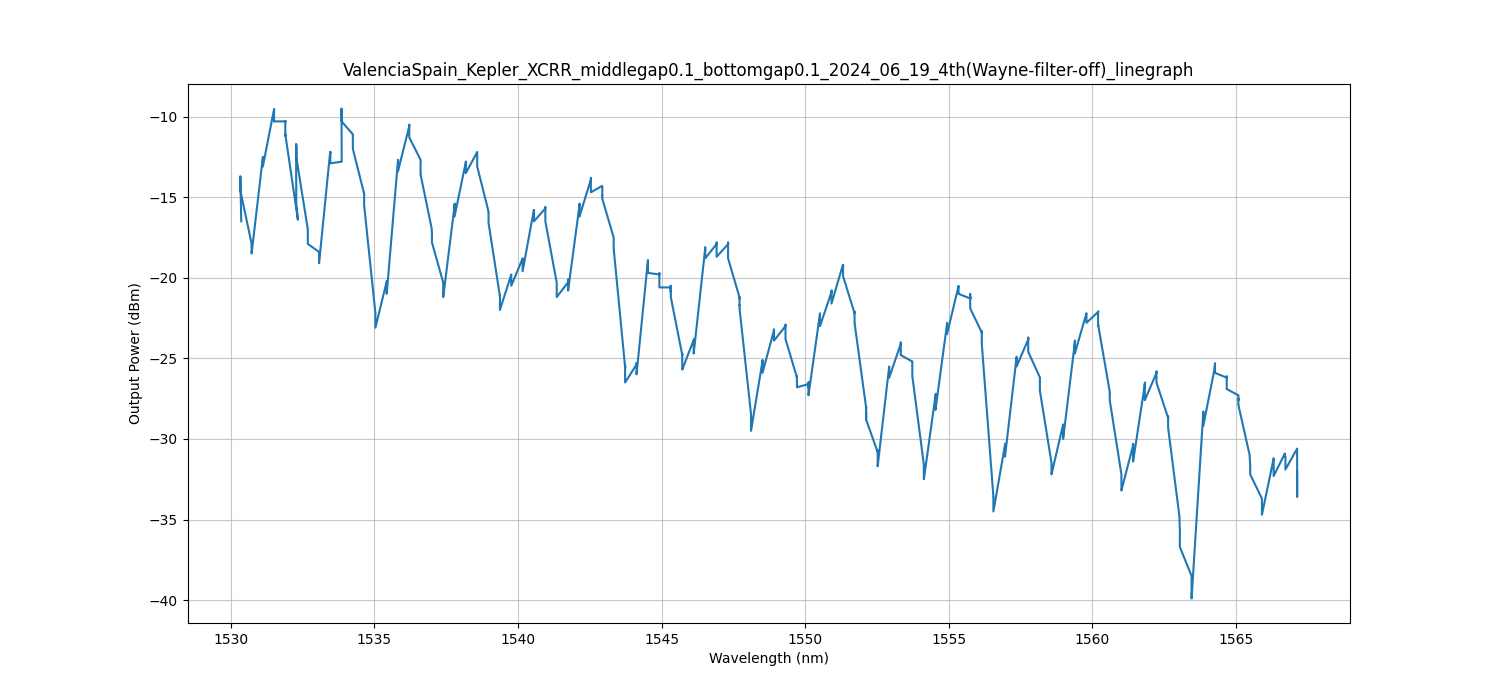 ValenciaSpain_Kepler_XCRR_middlegap0.1_bottomgap0.1_2024_06_19_4th(Wayne-filter-off)_linegraph
Output Power (dBm)
−10
−15
−20
−25
−30
−35
−40
1530 1535 1540 1545 1550 1555 1560 1565
Wavelength (nm)